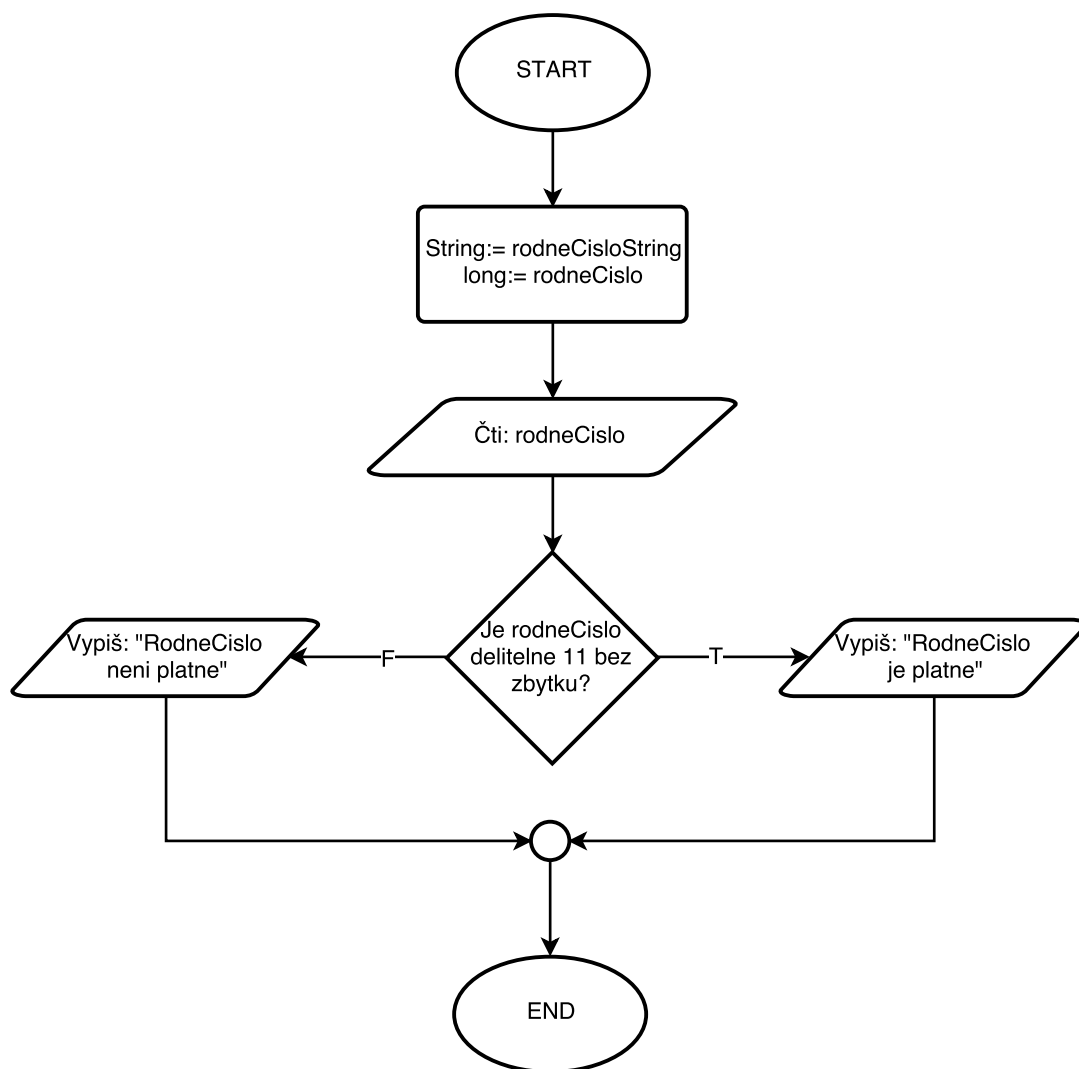 START
String:= rodneCisloString
long:= rodneCislo
Čti: rodneCislo
Je rodneCislo
delitelne 11 bez
zbytku?
F
T
Vypiš: "RodneCislo
neni platne"
Vypiš: "RodneCislo
je platne"
END